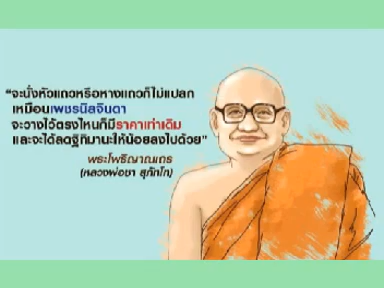 “จะนั่งหัวแถวหรือหางแถวก็ไม่แปลก
เหมือนเพชรนิลจินดา
จะวางไว้ตรงไหนก็มีราคาเท่าเดิม
และจะได้ลดฐิทิมานะให้น้อยลงไปด้วย”
พระโพธิญาณเถร
(หลวงพ่อชา สุภัทโท)